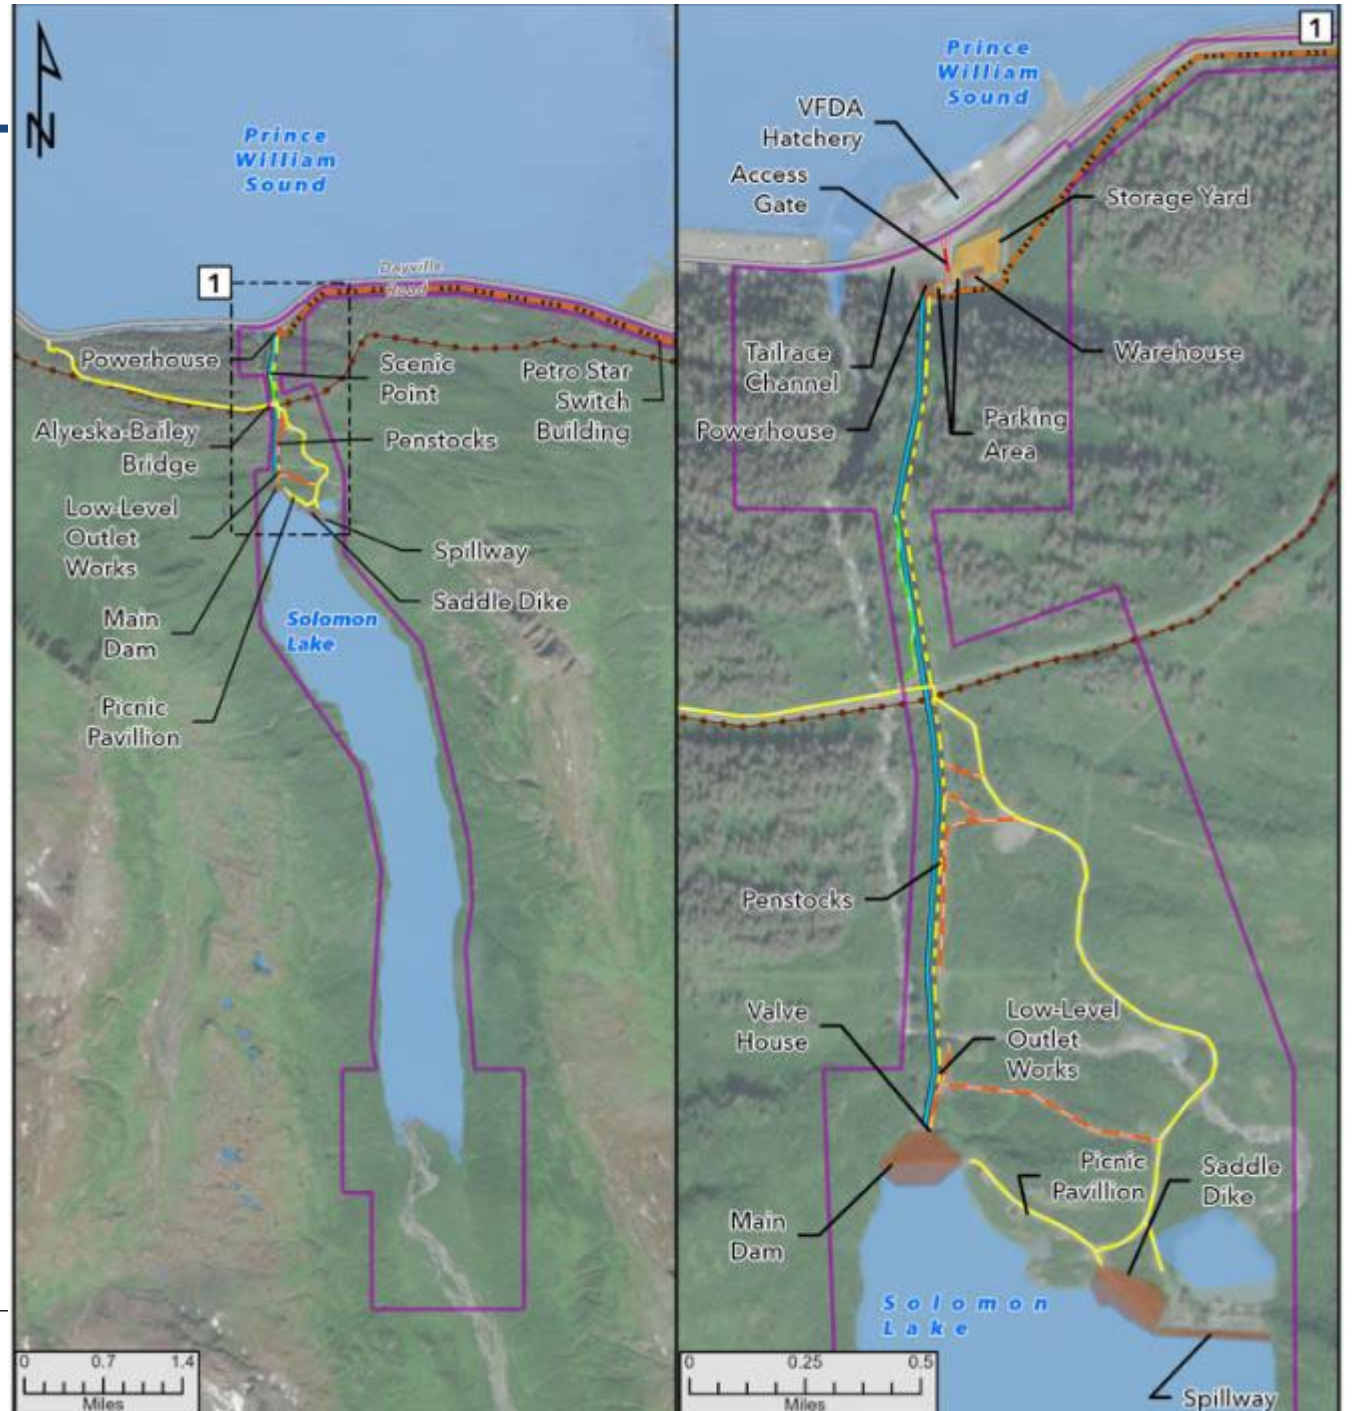 N
Prince
William
Sound
1
Dayville
Road
Powerhouse
Scenic
Point
Petro Star
Switch
Building
Alyeska-Bailey
Bridge
Penstocks
Low-Level
Outlet
Works
Spillway
Saddle Dike
Main
Dam
Solomon
Lake
Picnic
Pavillion
0 0.7 1.4
Miles
1
Prince
William
Sound
VFDA
Hatchery
Access
Gate
Storage Yard
Tailrace
Channel
Warehouse
Powerhouse
Parking
Area
Penstocks
Valve
House
Low-Level
Outlet
Works
Picnic
Pavillion
Saddle
Dike
Main
Dam
Solomon
Lake
Spillway
0 0.25 0.5
Miles